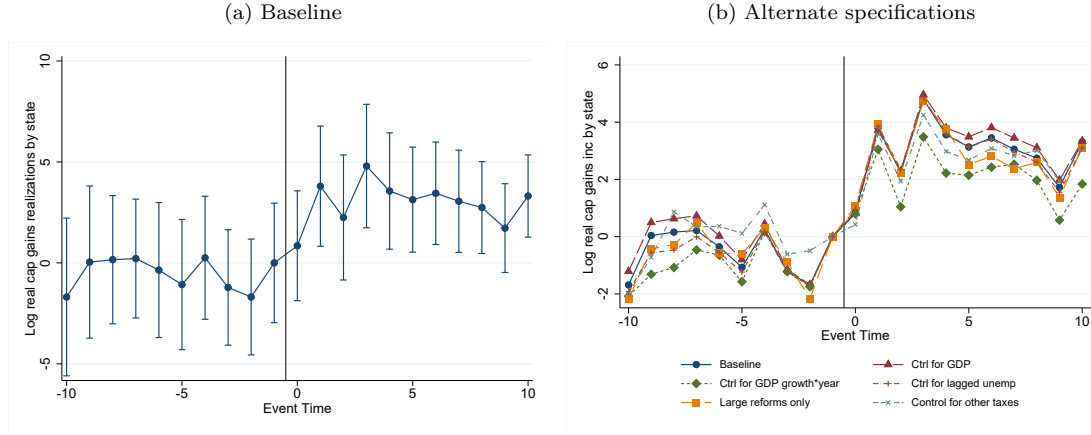 (a) Baseline
Log real cap gains realizations by state
10
5
0
-5
-10
-5
0
5
10
Event Time
(b) Alternate specifications
Log real cap gains inc by state
6
4
2
0
-2
-10
-5
0
5
10
Event Time
Baseline
Ctrl for GDP
Ctrl for GDP growth*year
Ctrl for lagged unemp
Large reforms only
Control for other taxes